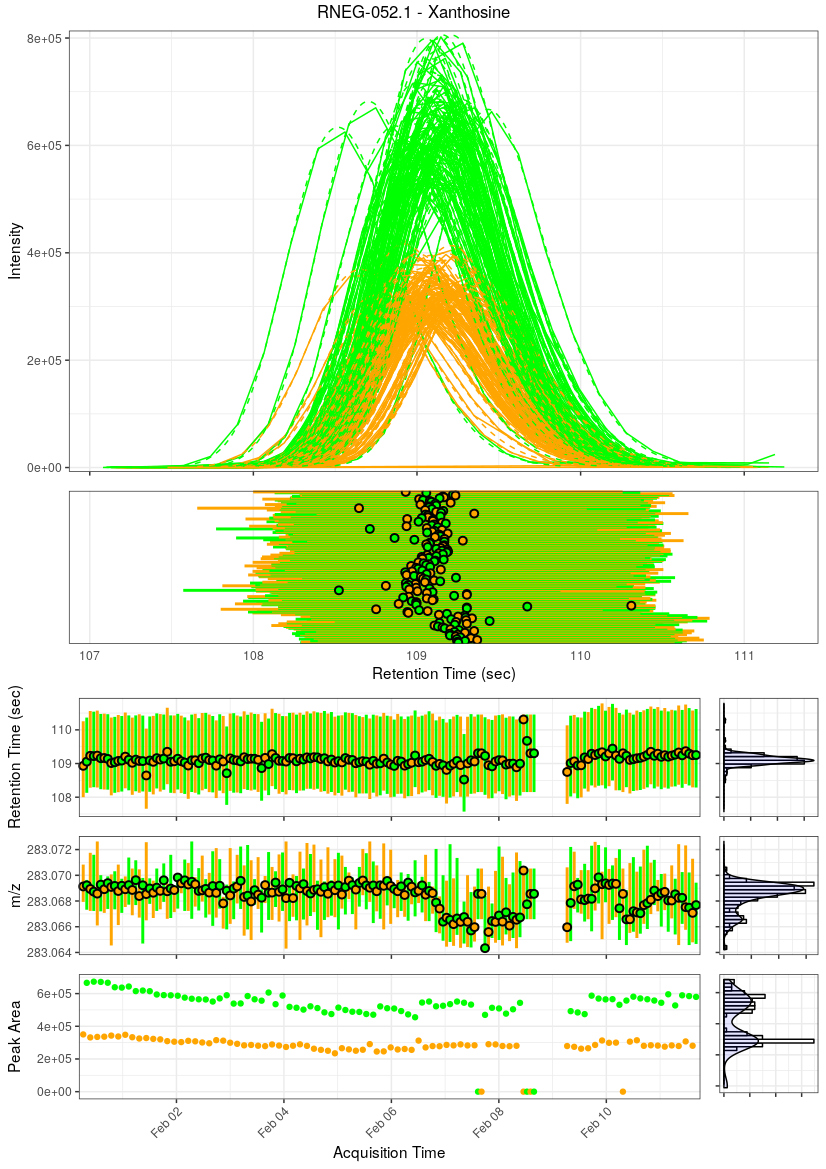 RNEG-052.1 - Xanthosine
8e+05
6e+05
4e+05
2e+05
0e+00
Intensity
107
108
109
110
111
Retention Time (sec)
Retention Time (sec)
110
109
108
m/z
283.072
283.070
283.068
283.066
283.064
Peak Area
6e+05
4e+05
2e+05
0e+00
Feb 02
Feb 04
Feb 06
Feb 08
Feb 10
Acquisition Time